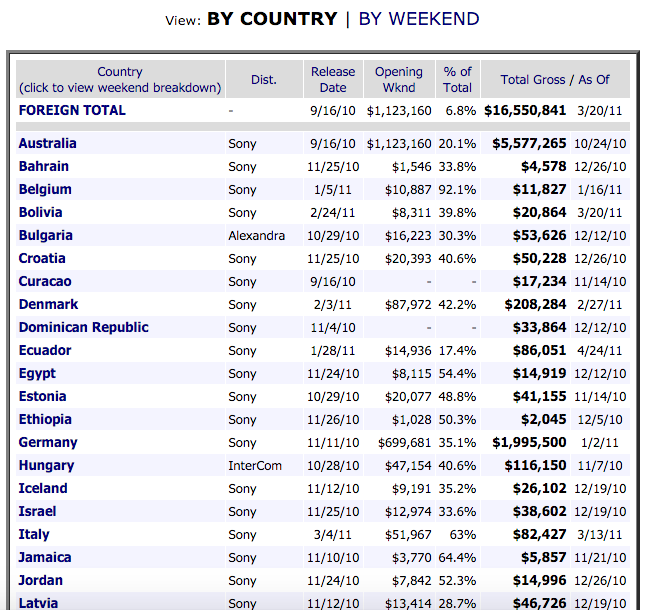 View: BY COUNTRY | BY WEEKEND
Country Release Opening % of
(click to view weekend breakdown) Dist. Date Wknd Total Total Gross / As Of
FOREIGN TOTAL - 9/16/10 $1,123,160 6.8% $16,550,841 3/20/11
Australia Sony 9/16/10 $1,123,160 20.1% $5,577,265 10/24/10
Bahrain Sony 11/25/10 $1,546 33.8% $4,578 12/26/10
Belgium Sony 1/5/11 $10,887 92.1% $11,827 1/16/11
Bolivia Sony 2/24/11 $8,311 39.8% $20,864 3/20/11
Bulgaria Alexandra 10/29/10 $16,223 30.3% $53,626 12/12/10
Croatia Sony 11/25/10 $20,393 40.6% $50,228 12/26/10
Curacao Sony 9/16/10 - - $17,234 11/14/10
Denmark Sony 2/3/11 $87,972 42.2% $208,284 2/27/11
Dominican Republic Sony 11/4/10 - - $33,864 12/12/10
Ecuador Sony 1/28/11 $14,936 17.4% $86,051 4/24/11
Egypt Sony 11/24/10 $8,115 54.4% $14,919 12/12/10
Estonia Sony 10/29/10 $20,077 48.8% $41,155 11/14/10
Ethiopia Sony 11/26/10 $1,028 50.3% $2,045 12/5/10
Germany Sony 11/11/10 $699,681 35.1% $1,995,500 1/2/11
Hungary InterCom 10/28/10 $47,154 40.6% $116,150 11/7/10
Iceland Sony 11/12/10 $9,191 35.2% $26,102 12/19/10
Israel Sony 11/25/10 $12,974 33.6% $38,602 12/19/10
Italy Sony 3/4/11 $51,967 63% $82,427 3/13/11
Jamaica Sony 11/10/10 $3,770 64.4% $5,857 11/21/10
Jordan Sony 11/24/10 $7,842 52.3% $14,996 12/26/10
Latvia Sony 11/12/10 $13,414 28.7% $46,726 12/19/10